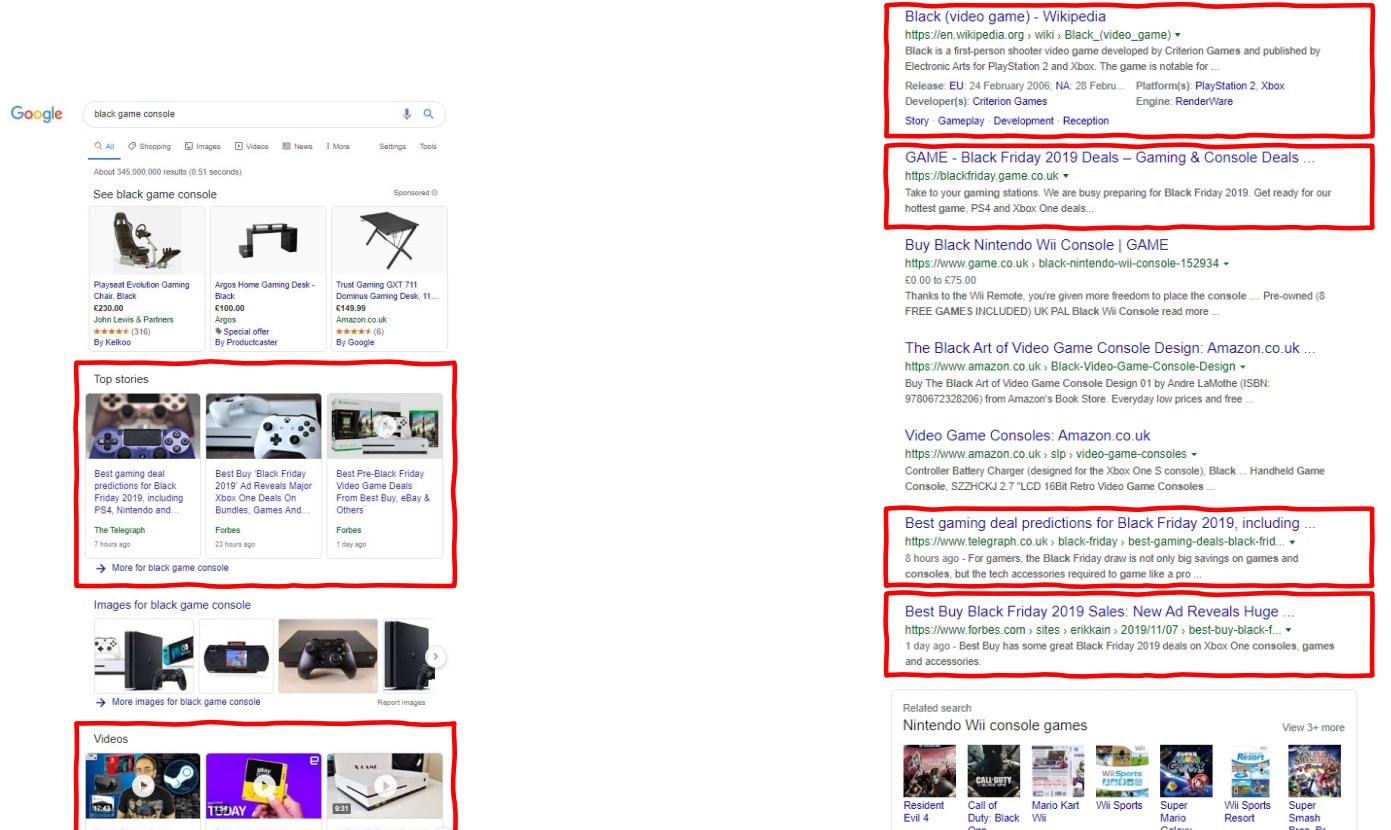 Google
black game console
All Shopping Images Videos News More Settings Tools
About 345,000,000 results (0.51 seconds)
See black game console
Sponsored
Playseat Evolution Gaming
Chair, Black
£230.00
John Lewis & Partners
(316)
By Kelkoo
Argos Home Gaming Desk -
Black
£100.00
Argos
Special offer
By Productcaster
Trust Gaming GXT 711
Dominus Gaming Desk, 11...
£149.99
Amazon.co.uk
(6)
By Google
Top stories
Best gaming deal
predictions for Black
Friday 2019, including
PS4, Nintendo and...
The Telegraph
7 hours ago
Best Buy 'Black Friday
2019' Ad Reveals Major
Xbox One Deals On
Bundles, Games And...
Forbes
23 hours ago
Best Pre-Black Friday
Video Game Deals
From Best Buy, eBay &
Others
Forbes
1 day ago
More for black game console
Images for black game console
More images for black game console
Report images
Videos
17:43
play
TODAY
1:34
X GAME
9:31
Black (video game) - Wikipedia
https://en.wikipedia.org › wiki › Black_(video_game)
Black is a first-person shooter video game developed by Criterion Games and published by
Electronic Arts for PlayStation 2 and Xbox. The game is notable for ...
Release: EU: 24 February 2006; NA: 28 Febru... Platform(s): PlayStation 2, Xbox
Developer(s): Criterion Games Engine: RenderWare
Story · Gameplay · Development · Reception
GAME - Black Friday 2019 Deals – Gaming & Console Deals ...
https://blackfriday.game.co.uk
Take to your gaming stations. We are busy preparing for Black Friday 2019. Get ready for our
hottest game, PS4 and Xbox One deals...
Buy Black Nintendo Wii Console | GAME
https://www.game.co.uk › black-nintendo-wii-console-152934
£0.00 to £75.00
Thanks to the Wii Remote, you're given more freedom to place the console .... Pre-owned (8
FREE GAMES INCLUDED) UK PAL Black Wii Console read more ...
The Black Art of Video Game Console Design: Amazon.co.uk ...
https://www.amazon.co.uk › Black-Video-Game-Console-Design
Buy The Black Art of Video Game Console Design 01 by Andre LaMothe (ISBN:
9780672328206) from Amazon's Book Store. Everyday low prices and free ...
Video Game Consoles: Amazon.co.uk
https://www.amazon.co.uk › slp › video-game-consoles
Controller Battery Charger (designed for the Xbox One S console), Black ... Handheld Game
Console, SZZHCKJ 2.7 "LCD 16Bit Retro Video Game Consoles ...
Best gaming deal predictions for Black Friday 2019, including ...
https://www.telegraph.co.uk › black-friday › best-gaming-deals-black-frid...
8 hours ago - For gamers, the Black Friday draw is not only big savings on games and
consoles, but the tech accessories required to game like a pro ...
Best Buy Black Friday 2019 Sales: New Ad Reveals Huge ...
https://www.forbes.com › sites › erikkain › 2019/11/07 › best-buy-black-f...
1 day ago - Best Buy has some great Black Friday 2019 deals on Xbox One consoles, games
and accessories.
Related search
Nintendo Wii console games
View 3+ more
Resident
Evil 4
Call of
Duty: Black
Mario Kart
Wii
Wii Sports
Super
Mario
Wii Sports
Resort
Super
Smash